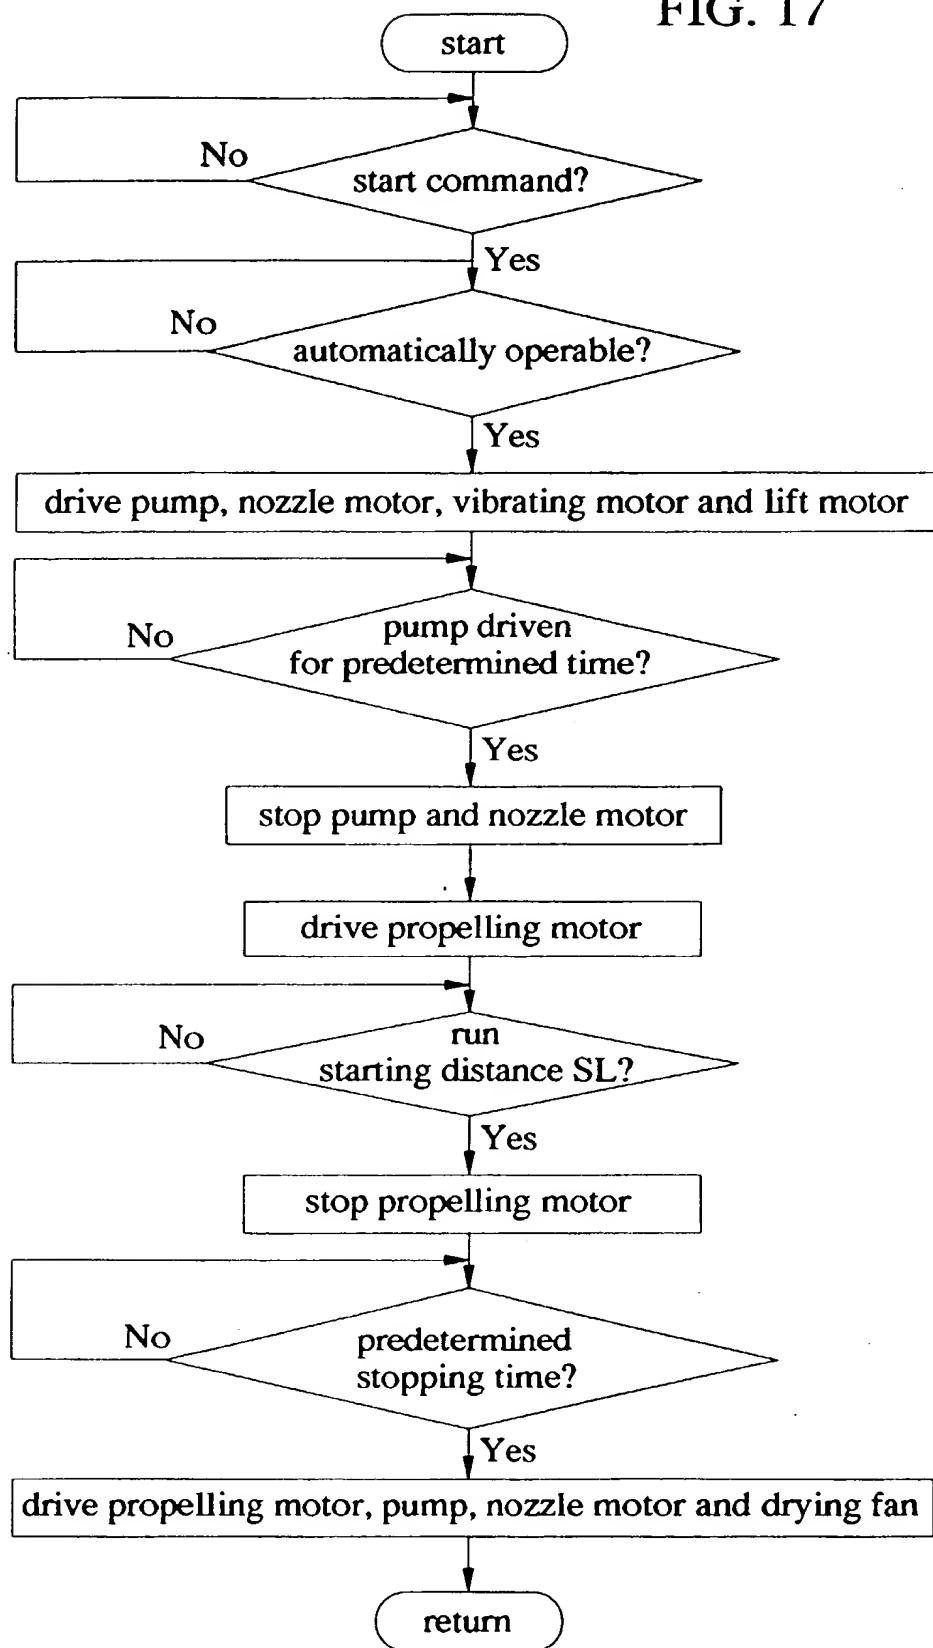 FIG. 17
start
No
start command?
Yes
No
automatically operable?
Yes
drive pump, nozzle motor, vibrating motor and lift motor
No
pump driven
for predetermined time?
Yes
stop pump and nozzle motor
drive propelling motor
No
run
starting distance SL?
Yes
stop propelling motor
No
predetermined
stopping time?
Yes
drive propelling motor, pump, nozzle motor and drying fan
return